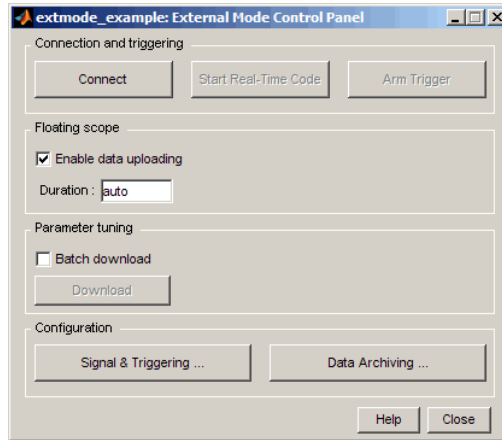 extmode_example: External Mode Control Panel
Connection and triggering
Connect Start Real-Time Code Arm Trigger
Floating scope
Enable data uploading
Duration : auto
Parameter tuning
Batch download
Download
Configuration
Signal & Triggering ... Data Archiving ...
Help Close